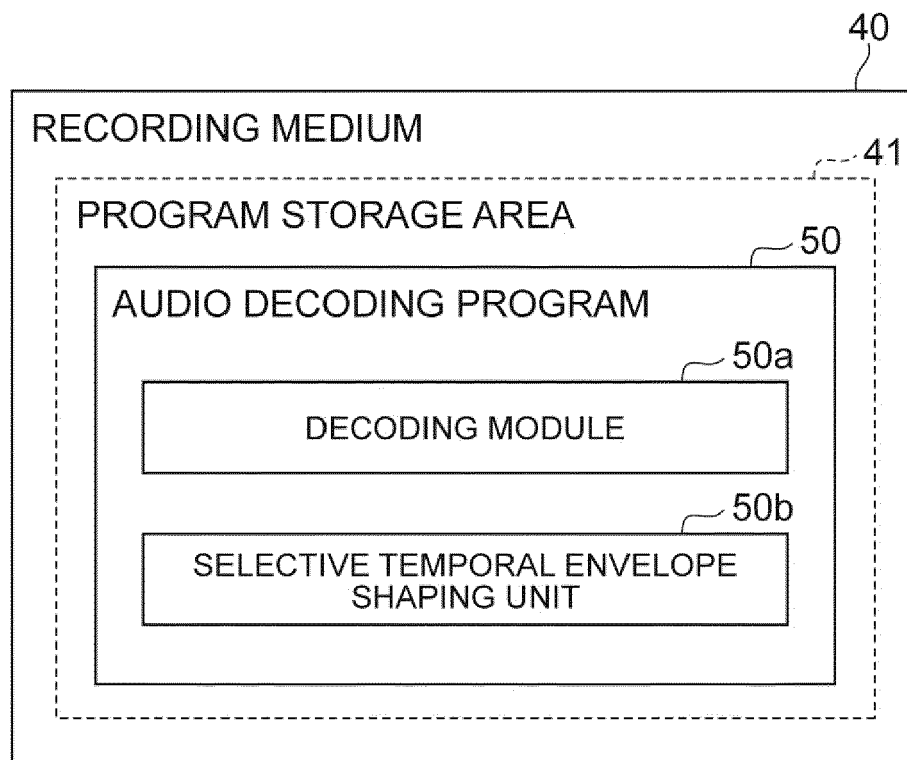 40
RECORDING MEDIUM
41
PROGRAM STORAGE AREA
50
AUDIO DECODING PROGRAM
50a
DECODING MODULE
50b
SELECTIVE TEMPORAL ENVELOPE
SHAPING UNIT